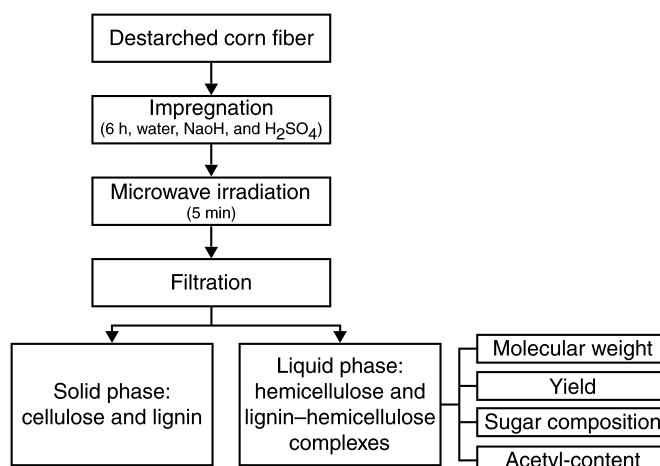 Destarched corn fiber
Impregnation
(6 h, water, NaoH, and H₂SO₄)
Microwave irradiation
(5 min)
Filtration
Solid phase:
cellulose and lignin
Liquid phase:
hemicellulose and
lignin–hemicellulose
complexes
Molecular weight
Yield
Sugar composition
Acetyl-content